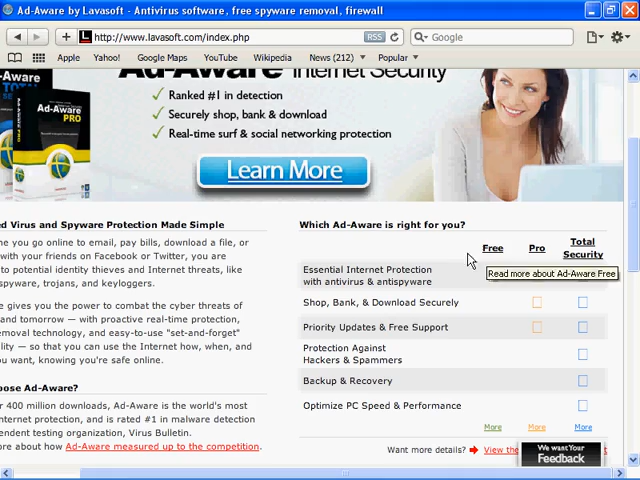 Ad-Aware by Lavasoft - Antivirus software, free spyware removal, firewall
http://www.lavasoft.com/index.php
RSS
Google
Apple Yahoo! Google Maps YouTube Wikipedia News (212) Popular
Ad-Aware Internet Security
Ranked #1 in detection
Securely shop, bank & download
Real-time surf & social networking protection
Learn More
TOTAL
Ad-Aware
PRO
ed Virus and Spyware Protection Made Simple
me you go online to email, pay bills, download a file, or
with your friends on Facebook or Twitter, you are
to potential identity thieves and Internet threats, like
spyware, trojans, and keyloggers.
e gives you the power to combat the cyber threats of
and tomorrow — with proactive real-time protection,
removal technology, and easy-to-use "set-and-forget"
lity — so that you can use the Internet how, when, and
ou want, knowing you're safe online.
oose Ad-Aware?
r 400 million downloads, Ad-Aware is the world's most
nternet protection, and is rated #1 in malware detection
pendent testing organization, Virus Bulletin.
more about how Ad-Aware measured up to the competition.
Which Ad-Aware is right for you?
Free Pro Total Security
Read more about Ad-Aware Free
Essential Internet Protection
with antivirus & antispyware
Shop, Bank, & Download Securely
Priority Updates & Free Support
Protection Against
Hackers & Spammers
Backup & Recovery
Optimize PC Speed & Performance
More More More
Want more details? View the
We want Your
Feedback